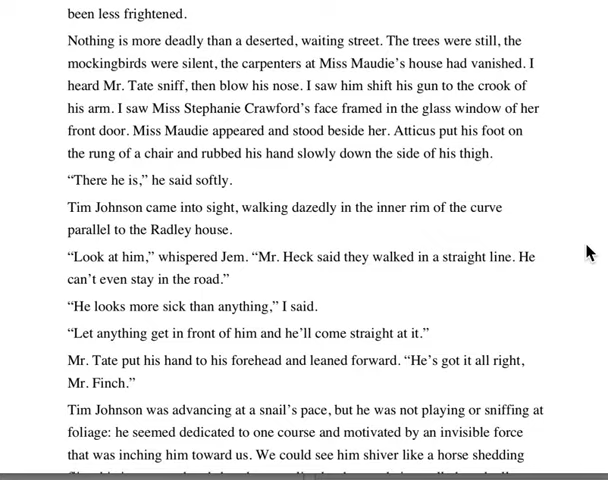 been less frightened.
Nothing is more deadly than a deserted, waiting street. The trees were still, the
mockingbirds were silent, the carpenters at Miss Maudie’s house had vanished. I
heard Mr. Tate sniff, then blow his nose. I saw him shift his gun to the crook of
his arm. I saw Miss Stephanie Crawford’s face framed in the glass window of her
front door. Miss Maudie appeared and stood beside her. Atticus put his foot on
the rung of a chair and rubbed his hand slowly down the side of his thigh.
“There he is,” he said softly.
Tim Johnson came into sight, walking dazedly in the inner rim of the curve
parallel to the Radley house.
“Look at him,” whispered Jem. “Mr. Heck said they walked in a straight line. He
can’t even stay in the road.”
“He looks more sick than anything,” I said.
“Let anything get in front of him and he’ll come straight at it.”
Mr. Tate put his hand to his forehead and leaned forward. “He’s got it all right,
Mr. Finch.”
Tim Johnson was advancing at a snail’s pace, but he was not playing or sniffing at
foliage: he seemed dedicated to one course and motivated by an invisible force
that was inching him toward us. We could see him shiver like a horse shedding